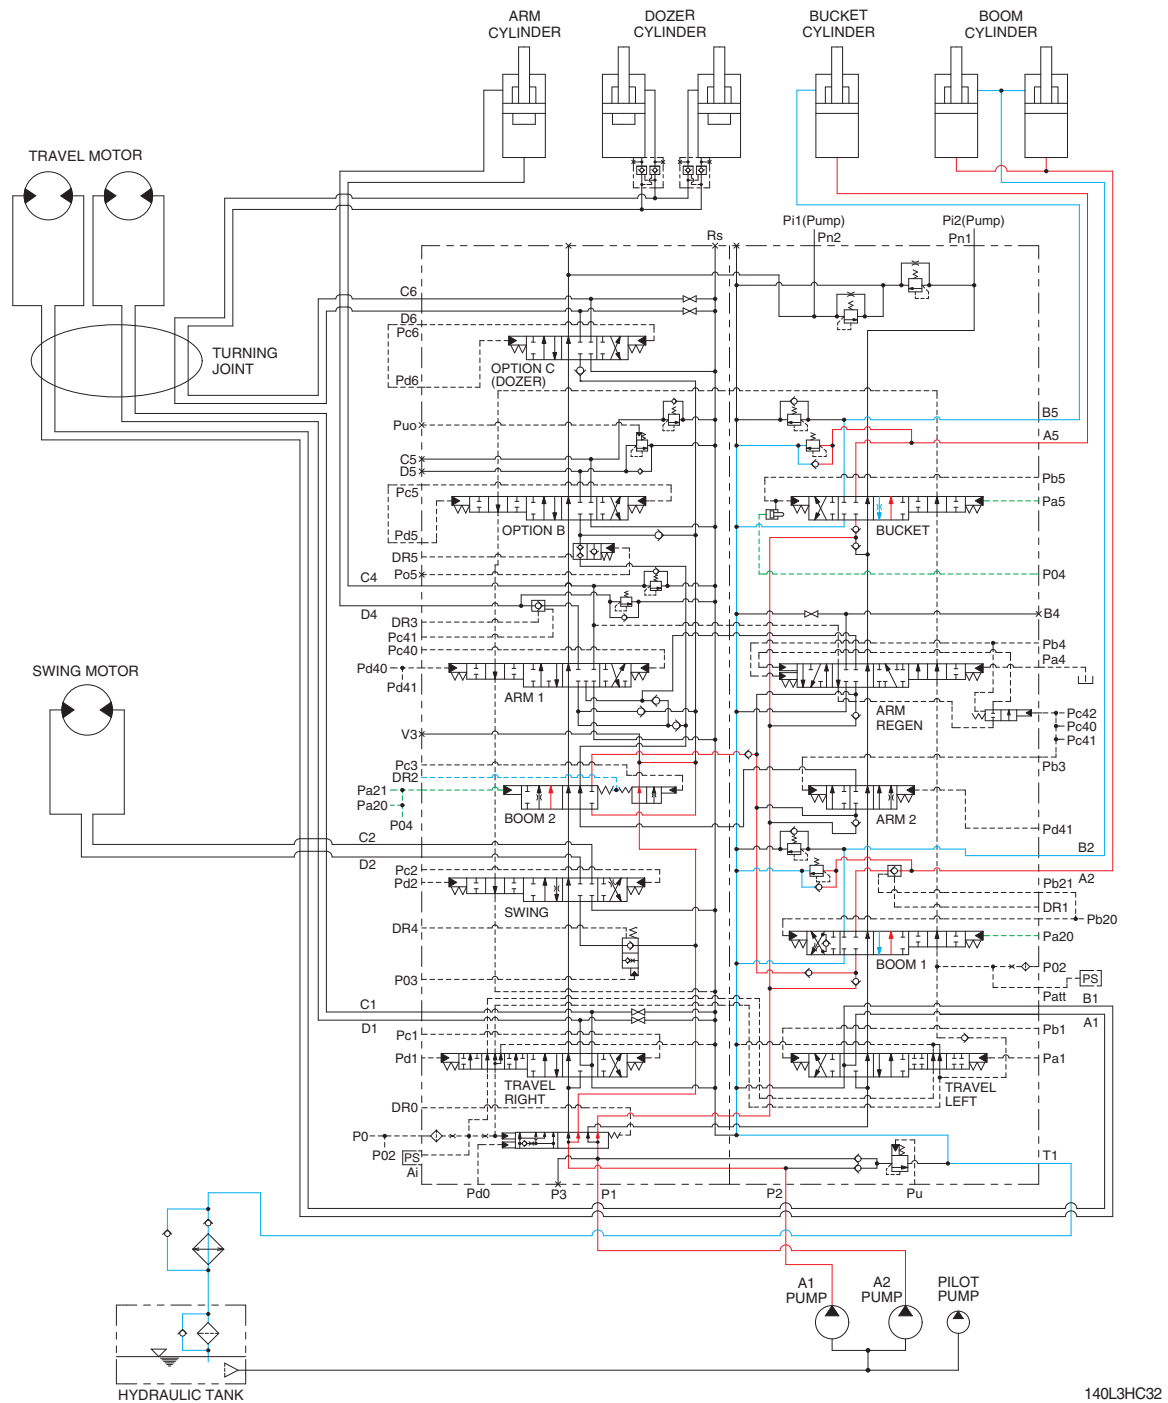 ARM
CYLINDER
DOZER
CYLINDER
BUCKET
CYLINDER
BOOM
CYLINDER
TRAVEL MOTOR
TURNING
JOINT
SWING MOTOR
Pi1(Pump)
Pn2
Pi2(Pump)
Pn1
Rs
C6
D6
Pc6
Pd6
OPTION C
(DOZER)
Puo
C5
D5
Pc5
Pd5
OPTION B
DR5
Po5
C4
D4
DR3
Pc41
Pc40
Pd40
Pd41
ARM 1
V3
Pc3
DR2
Pa21
Pa20
P04
BOOM 2
C2
D2
Pc2
Pd2
SWING
DR4
P03
C1
D1
Pc1
Pd1
TRAVEL
RIGHT
DR0
P0
P02
PS
Ai
Pd0
P3
P1
P2
Pu
B5
A5
Pb5
Pa5
BUCKET
P04
B4
Pb4
Pa4
ARM
REGEN
Pc42
Pc40
Pc41
Pb3
ARM 2
Pd41
B2
A2
Pb21
DR1
Pb20
Pa20
BOOM 1
P02
PS
Patt
B1
A1
Pb1
Pa1
TRAVEL
LEFT
T1
A1
PUMP
A2
PUMP
PILOT
PUMP
HYDRAULIC TANK
140L3HC32